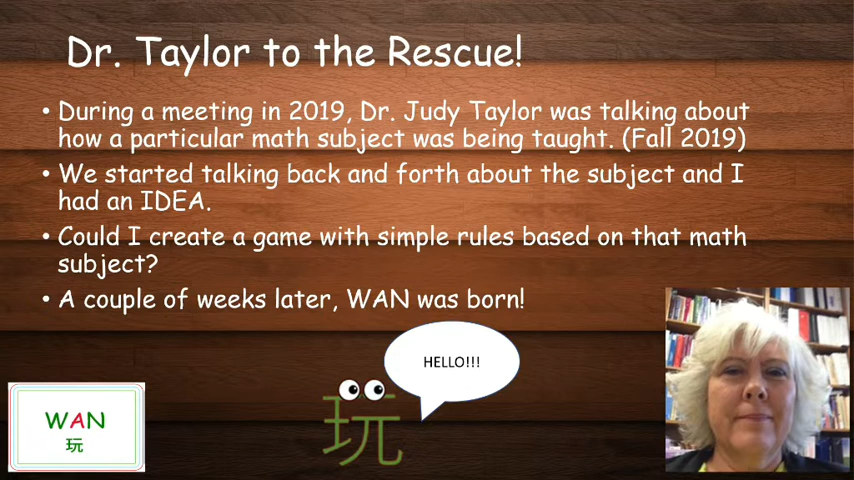 Dr. Taylor to the Rescue!
• During a meeting in 2019, Dr. Judy Taylor was talking about
how a particular math subject was being taught. (Fall 2019)
• We started talking back and forth about the subject and I
had an IDEA.
• Could I create a game with simple rules based on that math
subject?
• A couple of weeks later, WAN was born!
HELLO!!!
WAN
玩
玩